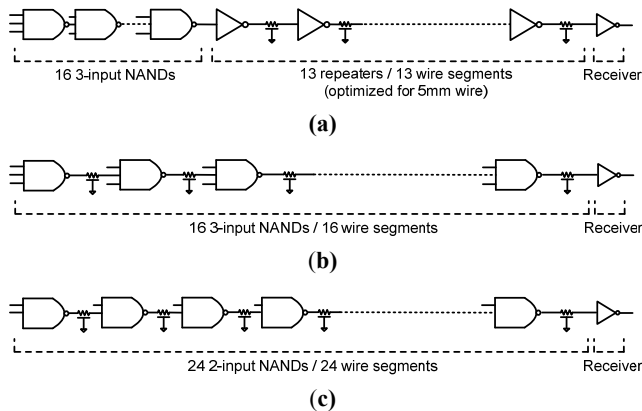 16 3-input NANDs
13 repeaters / 13 wire segments
(optimized for 5mm wire)
Receiver
(a)
16 3-input NANDs / 16 wire segments
Receiver
(b)
24 2-input NANDs / 24 wire segments
Receiver
(c)